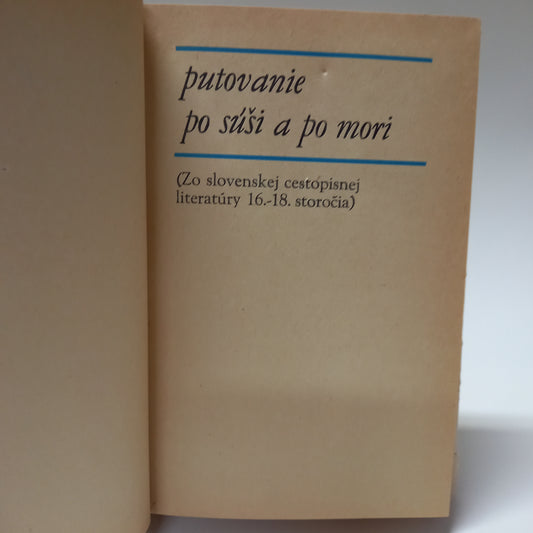 putovanie
po súši a po mori
(Zo slovenskej cestopisnej
literatúry 16.-18. storočia)